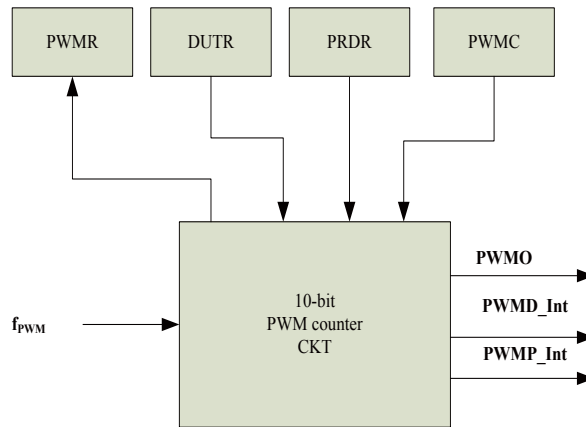 PWMR
DUTR
PRDR
PWMC
PWMO
10-bit
PWMD_Int
PWM counter
fPWM
CKT
PWMP_Int